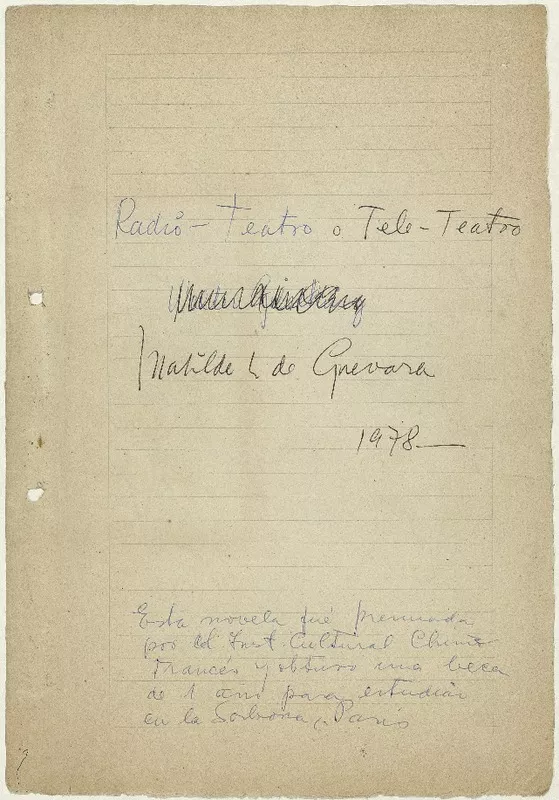 Radio-Teatro o Tele-Teatro
Matilde L de Guevara
1978
Esta novela fué premiada
por el Inst. Cultural Chileno
Francés y obtuvo una beca
de 1 año para estudiar
en la Sorbona, París